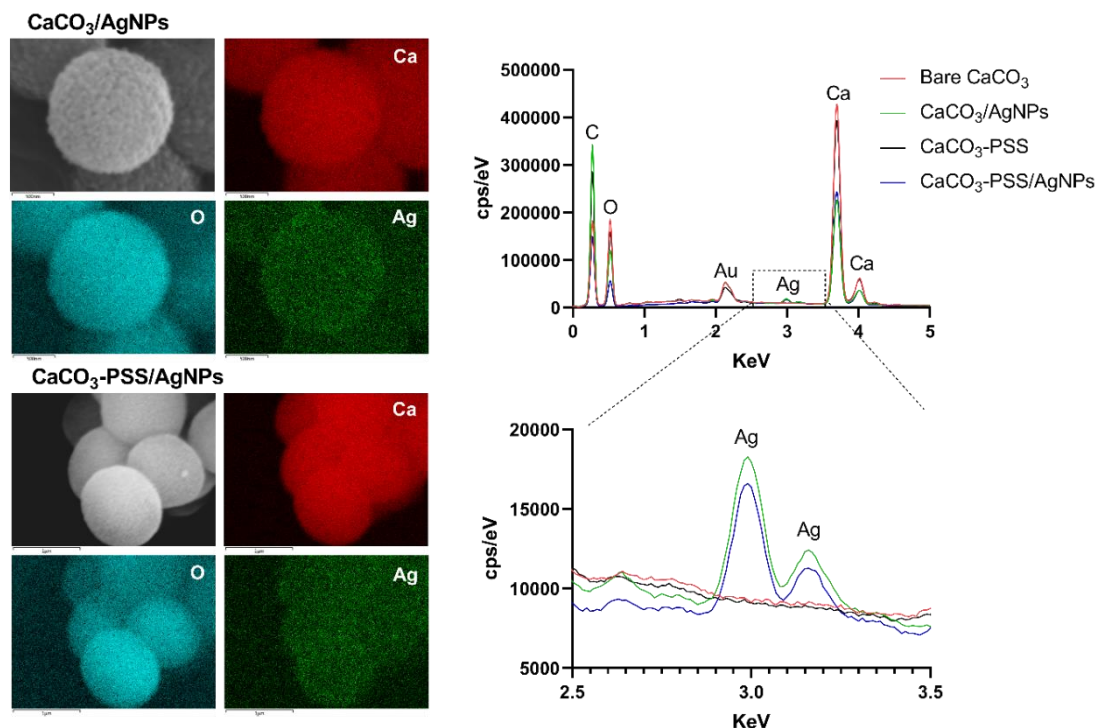 CaCO₃/AgNPs
Ca
O
Ag
CaCO₃-PSS/AgNPs
Ca
O
Ag
500000
400000
300000
200000
100000
0
cps/eV
C
O
Au
Ag
Ca
Ca
0 1 2 3 4 5
KeV
Bare CaCO₃
CaCO₃/AgNPs
CaCO₃-PSS
CaCO₃-PSS/AgNPs
20000
15000
10000
5000
cps/eV
Ag
Ag
2.5 3.0 3.5
KeV